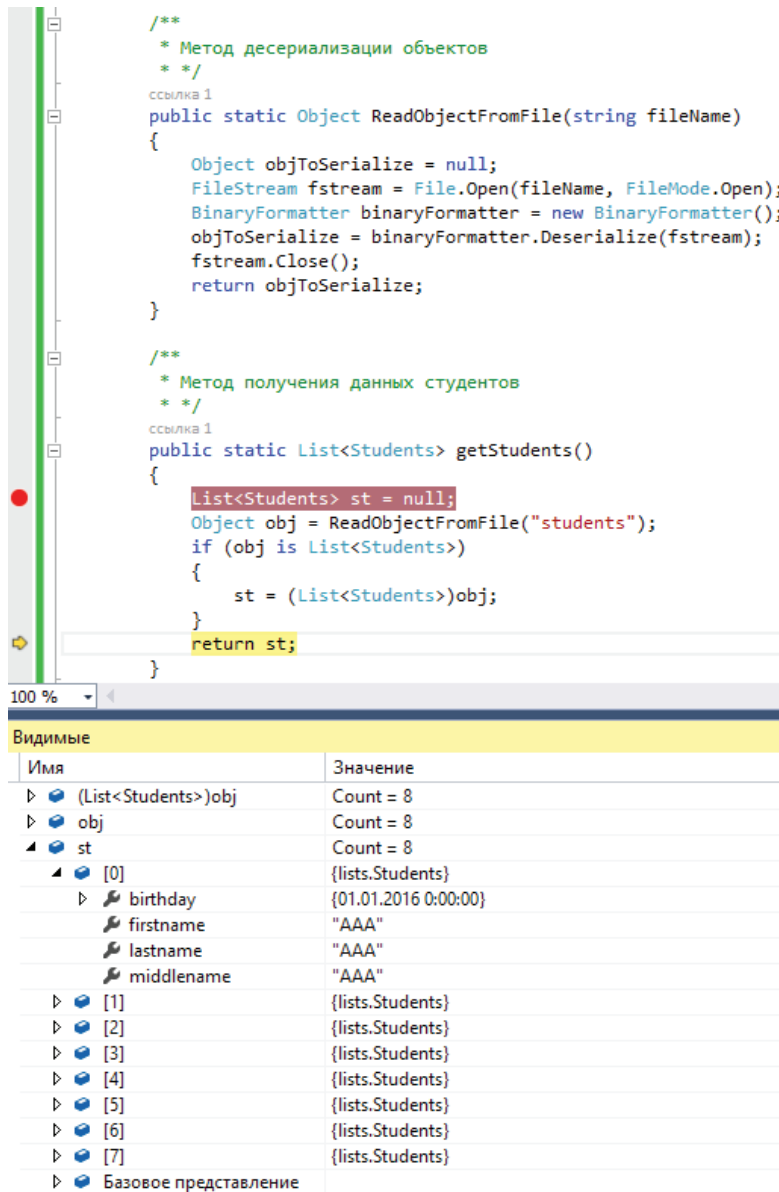 /**
* Метод десериализации объектов
* */
ссылка 1
public static Object ReadObjectFromFile(string fileName)
{
Object objToSerialize = null;
FileStream fstream = File.Open(fileName, FileMode.Open);
BinaryFormatter binaryFormatter = new BinaryFormatter();
objToSerialize = binaryFormatter.Deserialize(fstream);
fstream.Close();
return objToSerialize;
}
/**
* Метод получения данных студентов
* */
ссылка 1
public static List<Students> getStudents()
{
List<Students> st = null;
Object obj = ReadObjectFromFile("students");
if (obj is List<Students>)
{
st = (List<Students>)obj;
}
return st;
}
100 %
Видимые
Имя Значение
(List<Students>)obj Count = 8
obj Count = 8
st Count = 8
[0] {lists.Students}
birthday {01.01.2016 0:00:00}
firstname "AAA"
lastname "AAA"
middlename "AAA"
[1] {lists.Students}
[2] {lists.Students}
[3] {lists.Students}
[4] {lists.Students}
[5] {lists.Students}
[6] {lists.Students}
[7] {lists.Students}
Базовое представление